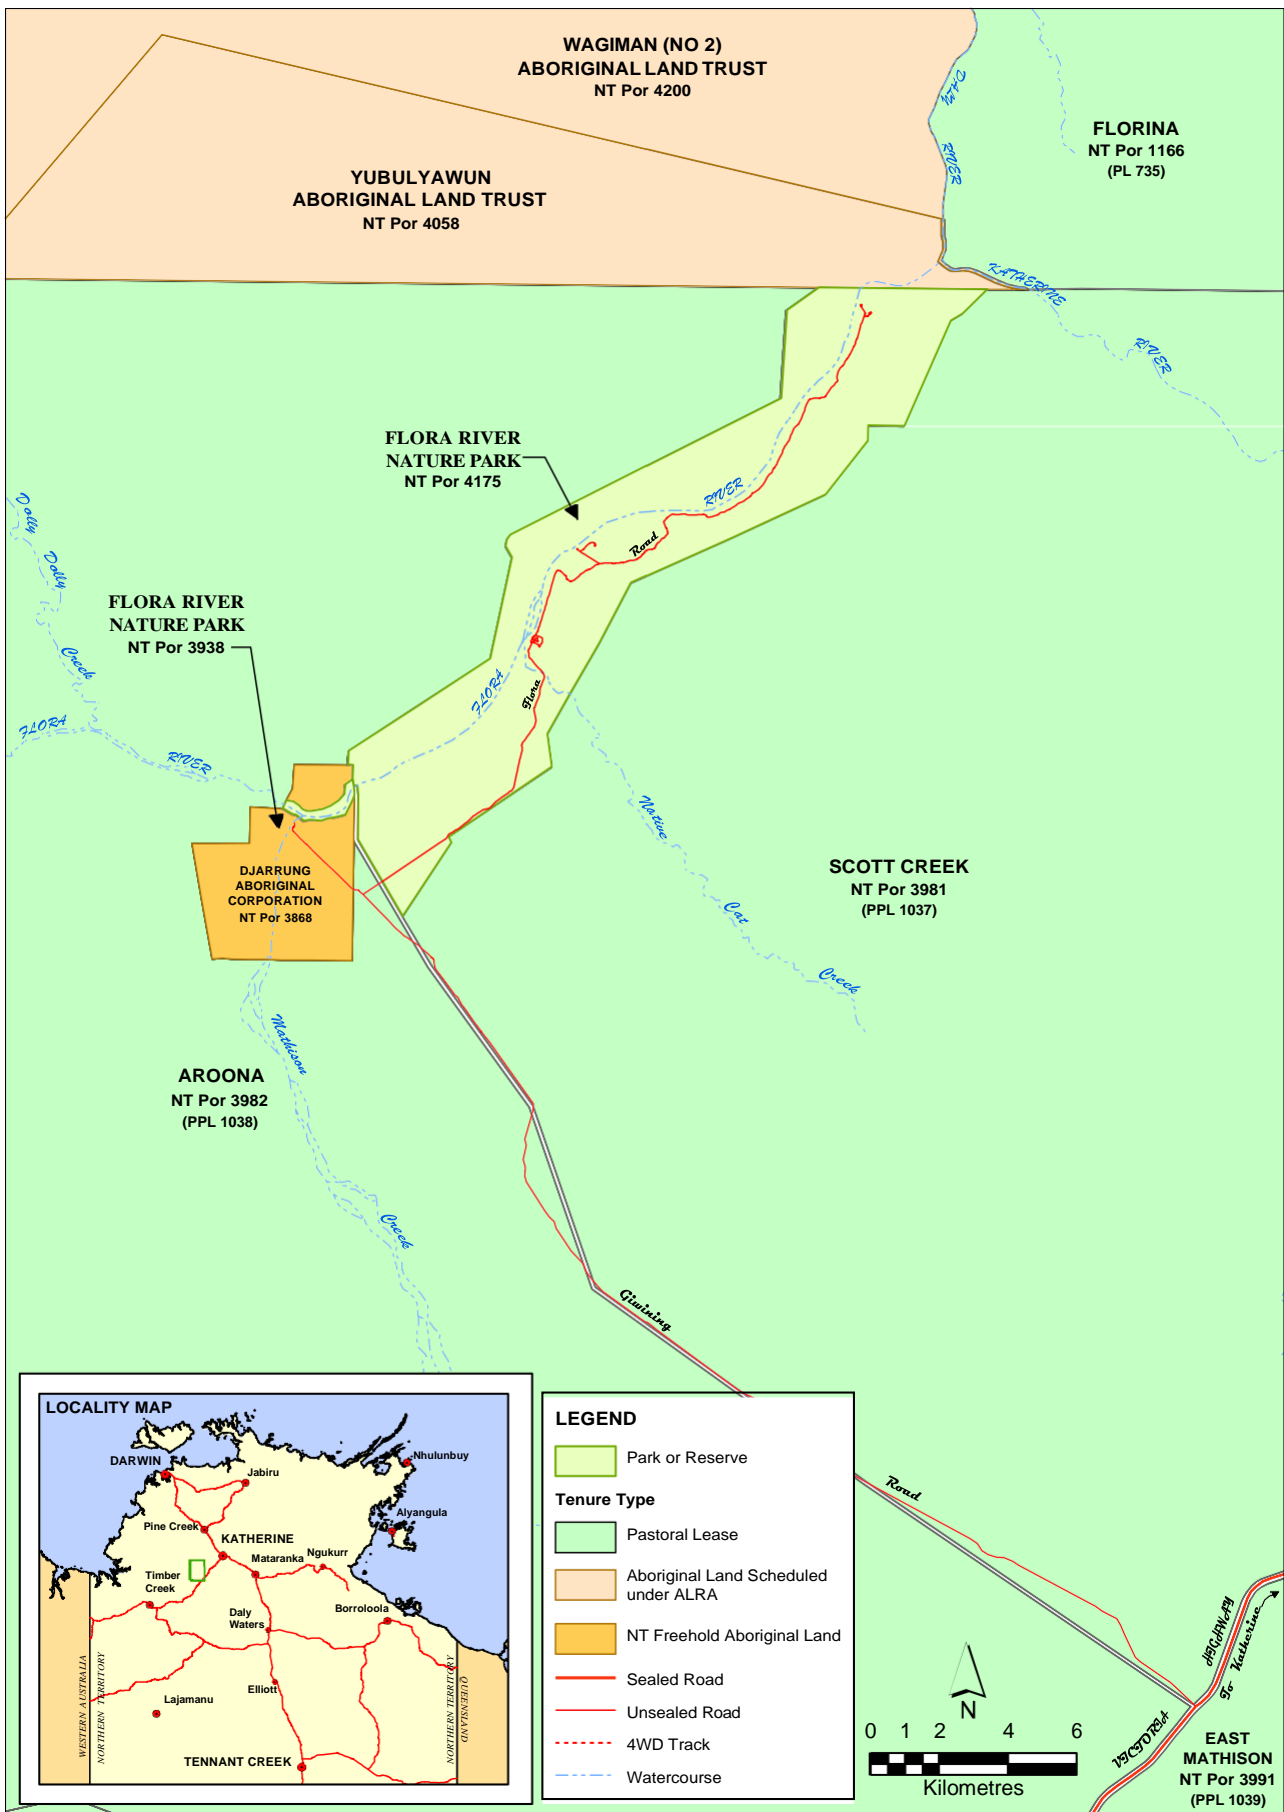 WAGIMAN (NO 2)
ABORIGINAL LAND TRUST
NT Por 4200
DALY
RIVER
FLORINA
NT Por 1166
(PL 735)
YUBULYAWUN
ABORIGINAL LAND TRUST
NT Por 4058
KATHERINE
RIVER
FLORA RIVER
NATURE PARK
NT Por 4175
RIVER
Road
Dolly
Dolly
Creek
FLORA RIVER
NATURE PARK
NT Por 3938
FLORA
Flora
FLORA
RIVER
Native
Cat
Creek
DJARRUNG
ABORIGINAL
CORPORATION
NT Por 3868
SCOTT CREEK
NT Por 3981
(PPL 1037)
Mathison
Creek
AROONA
NT Por 3982
(PPL 1038)
Giwining
Road
LOCALITY MAP
DARWIN
Nhulunbuy
Jabiru
Alyangula
Pine Creek
KATHERINE
Mataranka
Ngukurr
Timber
Creek
Daly
Waters
Borroloola
Elliott
Lajamanu
TENNANT CREEK
WESTERN AUSTRALIA
NORTHERN TERRITORY
NORTHERN TERRITORY
QUEENSLAND
LEGEND
Park or Reserve
Tenure Type
Pastoral Lease
Aboriginal Land Scheduled
under ALRA
NT Freehold Aboriginal Land
Sealed Road
Unsealed Road
4WD Track
Watercourse
N
0 1 2 4 6
Kilometres
VICTORIA
HIGHWAY
To Katherine
EAST
MATHISON
NT Por 3991
(PPL 1039)